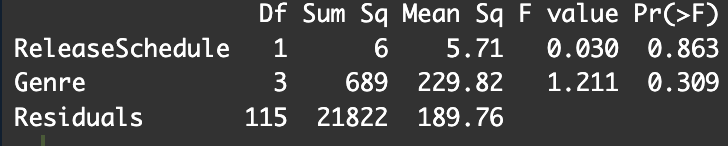 Df Sum Sq Mean Sq F value Pr(>F)
ReleaseSchedule 1 6 5.71 0.030 0.863
Genre 3 689 229.82 1.211 0.309
Residuals 115 21822 189.76